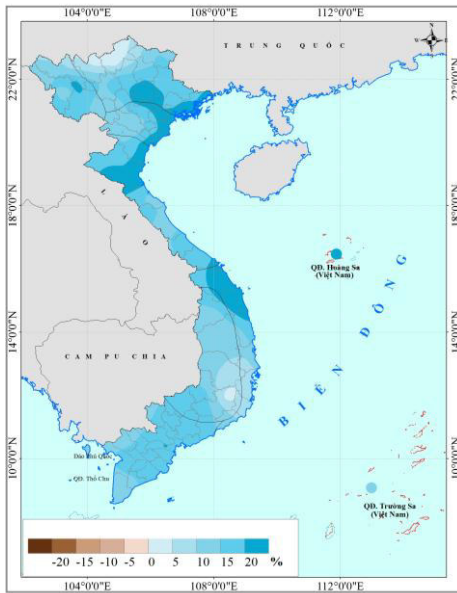 104°0'0"E
108°0'0"E
112°0'0"E
N
W
E
S
TRUNG QUỐC
22°0'0"N
22°0'0"N
18°0'0"N
18°0'0"N
LÀO
QĐ. Hoàng Sa
(Việt Nam)
BIỂN ĐÔNG
14°0'0"N
14°0'0"N
CAM PU CHIA
10°0'0"N
10°0'0"N
Đảo Phú Quốc
QĐ. Thổ Chu
QĐ. Trường Sa
(Việt Nam)
-20 -15 -10 -5 0 5 10 15 20 %
104°0'0"E
108°0'0"E
112°0'0"E